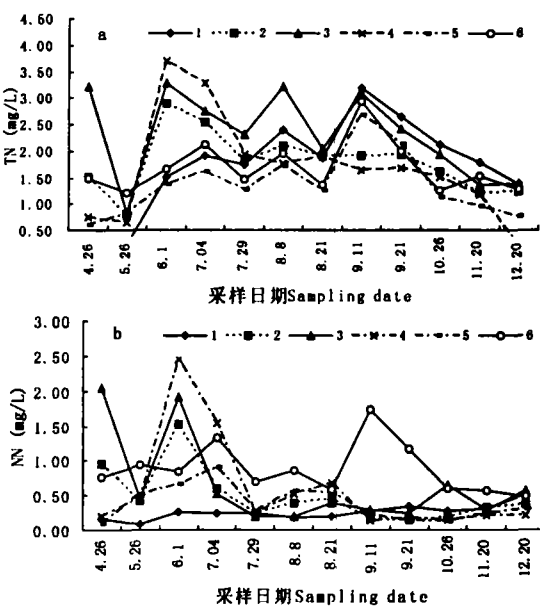 a 1 2 3 4 5 6
TN (mg/L)
4.50
4.00
3.50
3.00
2.50
2.00
1.50
1.00
0.50
4.26 5.26 6.1 7.04 7.29 8.8 8.21 9.11 9.21 10.26 11.20 12.20
采样日期Sampling date
b 1 2 3 4 5 6
NN (mg/L)
3.00
2.50
2.00
1.50
1.00
0.50
0.00
4.26 5.26 6.1 7.04 7.29 8.8 8.21 9.11 9.21 10.26 11.20 12.20
采样日期Sampling date